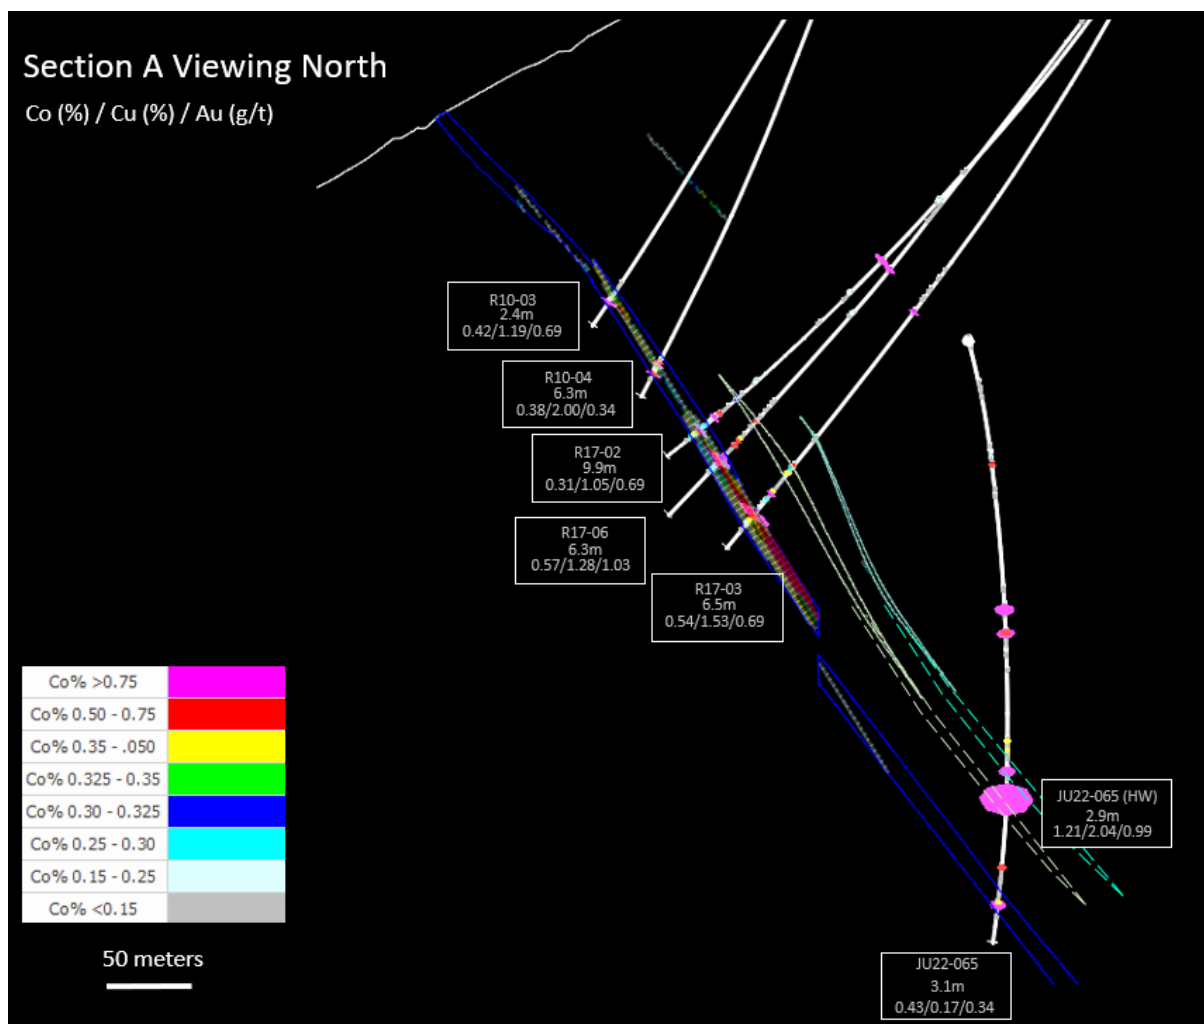 Section A Viewing North
Co (%) / Cu (%) / Au (g/t)
R10-03
2.4m
0.42/1.19/0.69
R10-04
6.3m
0.38/2.00/0.34
R17-02
9.9m
0.31/1.05/0.69
R17-06
6.3m
0.57/1.28/1.03
R17-03
6.5m
0.54/1.53/0.69
Co% >0.75
Co% 0.50 - 0.75
Co% 0.35 - .050
Co% 0.325 - 0.35
Co% 0.30 - 0.325
Co% 0.25 - 0.30
Co% 0.15 - 0.25
Co% <0.15
50 meters
JU22-065 (HW)
2.9m
1.21/2.04/0.99
JU22-065
3.1m
0.43/0.17/0.34